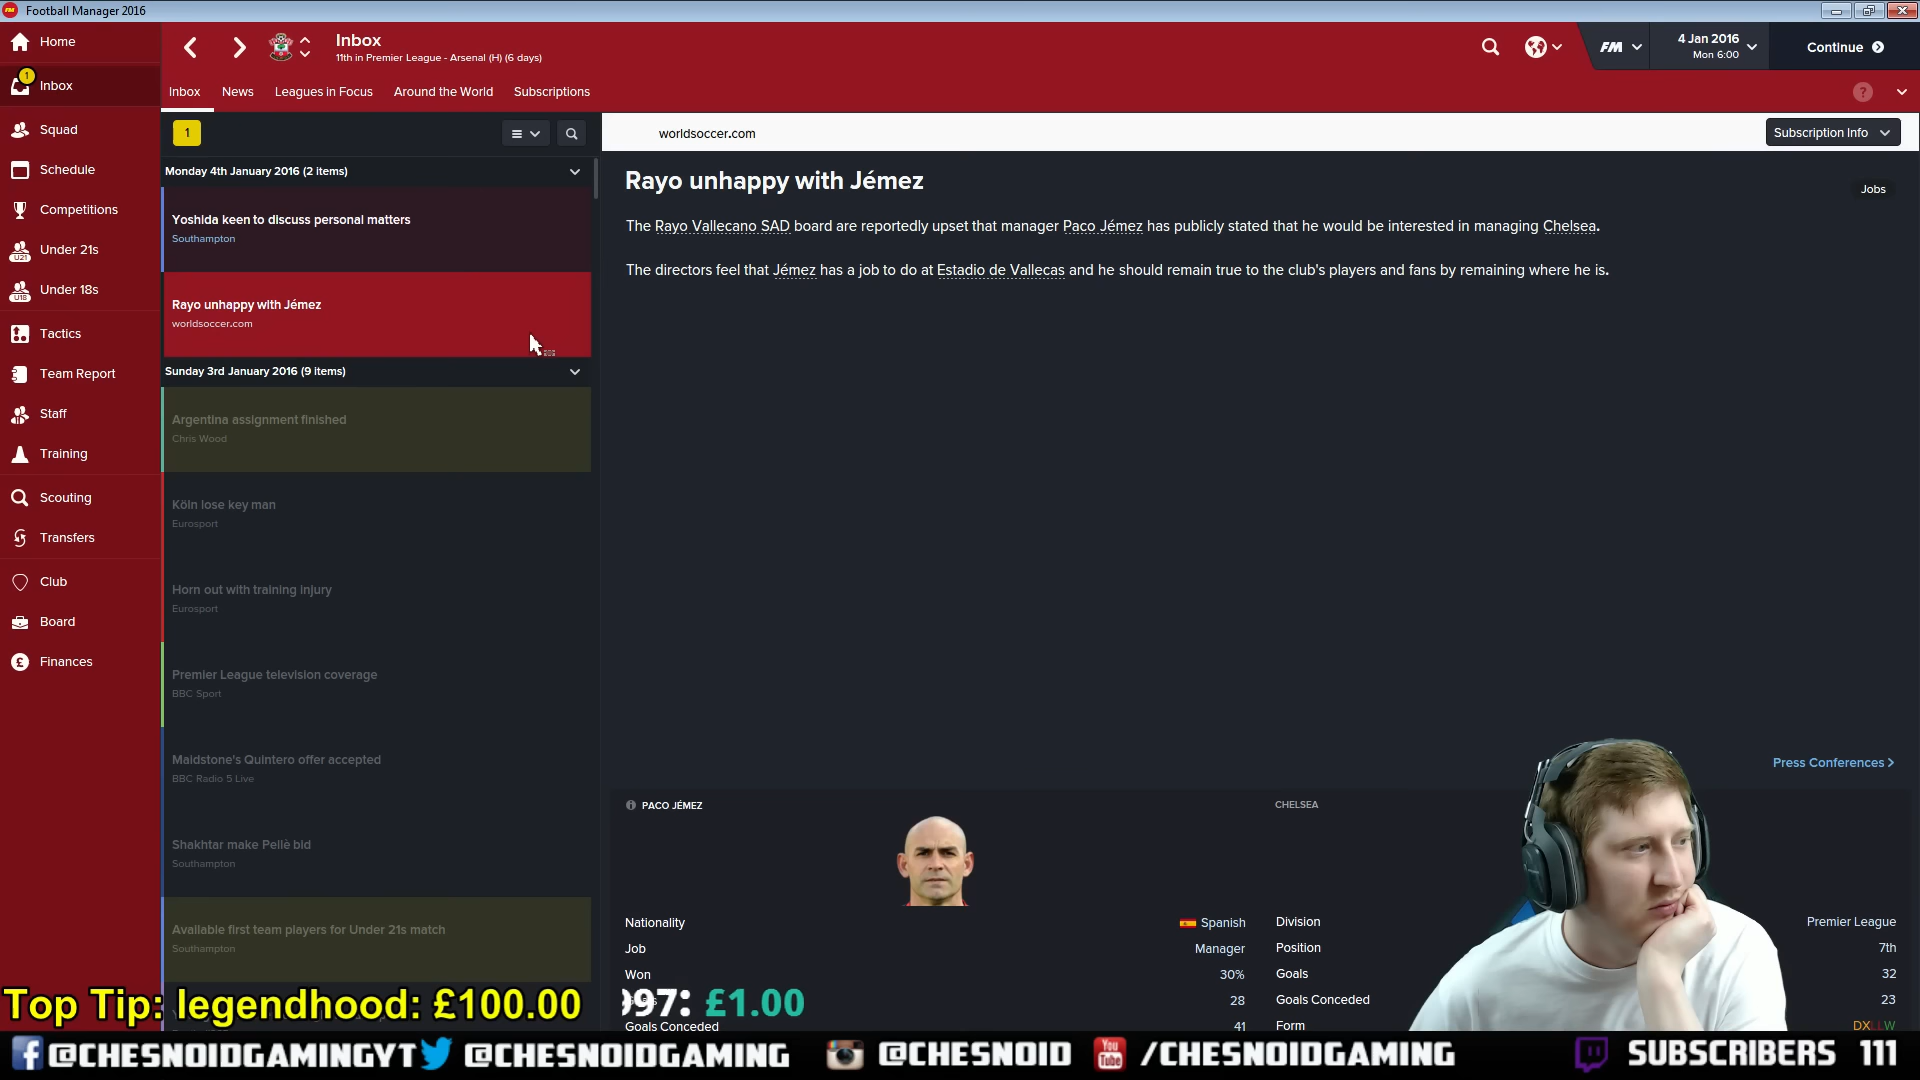 Football Manager 2016
Home
1
Inbox
Squad
Schedule
Competitions
U21
Under 21s
U18
Under 18s
Tactics
Team Report
Staff
Training
Scouting
Transfers
Club
Board
£
Finances
Inbox
11th in Premier League - Arsenal (H) (6 days)
FM
4 Jan 2016
Mon 6:00
Continue
Inbox
News
Leagues in Focus
Around the World
Subscriptions
?
1
Monday 4th January 2016 (2 items)
Yoshida keen to discuss personal matters
Southampton
Rayo unhappy with Jémez
worldsoccer.com
Sunday 3rd January 2016 (9 items)
Argentina assignment finished
Chris Wood
Köln lose key man
Eurosport
Horn out with training injury
Eurosport
Premier League television coverage
BBC Sport
Maidstone's Quintero offer accepted
BBC Radio 5 Live
Shakhtar make Pellè bid
Southampton
Available first team players for Under 21s match
Southampton
worldsoccer.com
Subscription Info
Rayo unhappy with Jémez
Jobs
The Rayo Vallecano SAD board are reportedly upset that manager Paco Jémez has publicly stated that he would be interested in managing Chelsea.
The directors feel that Jémez has a job to do at Estadio de Vallecas and he should remain true to the club's players and fans by remaining where he is.
Press Conferences >
PACO JÉMEZ
Nationality Spanish
Job Manager
Won 30%
28
Goals Conceded 41
CHELSEA
Division Premier League
Position 7th
Goals 32
Goals Conceded 23
Form DXLLW
Top Tip: legendhood: £100.00
997: £1.00
@CHESNOIDGAMINGYT @CHESNOIDGAMING @CHESNOID You Tube /CHESNOIDGAMING SUBSCRIBERS 111